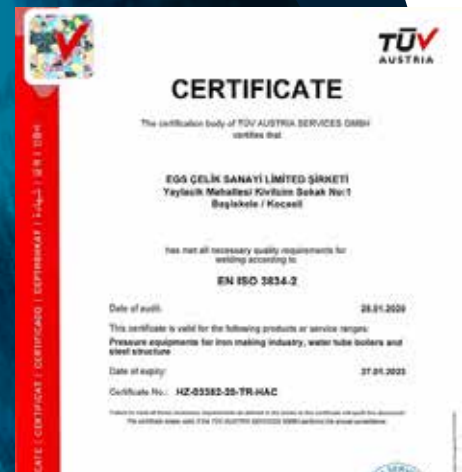 TÜV
AUSTRIA
CERTIFICATE
The certification body of TÜV AUSTRIA SERVICES GMBH
certifies that
EGS ÇELİK SANAYİ LİMİTED ŞİRKETİ
Yaylacik Mahallesi Kivilcim Sokak No:1
Başiskele / Kocaeli
has met all necessary quality requirements for
welding according to
EN ISO 3834-2
Date of audit: 28.01.2020
This certificate is valid for the following products or service ranges:
Pressure equipments for iron making industry, water tube boilers and
steel structure
Date of expiry: 27.01.2023
Certificate No.: HZ-03382-20-TR-HAC
CERTIFICAT | CERTIFICADO